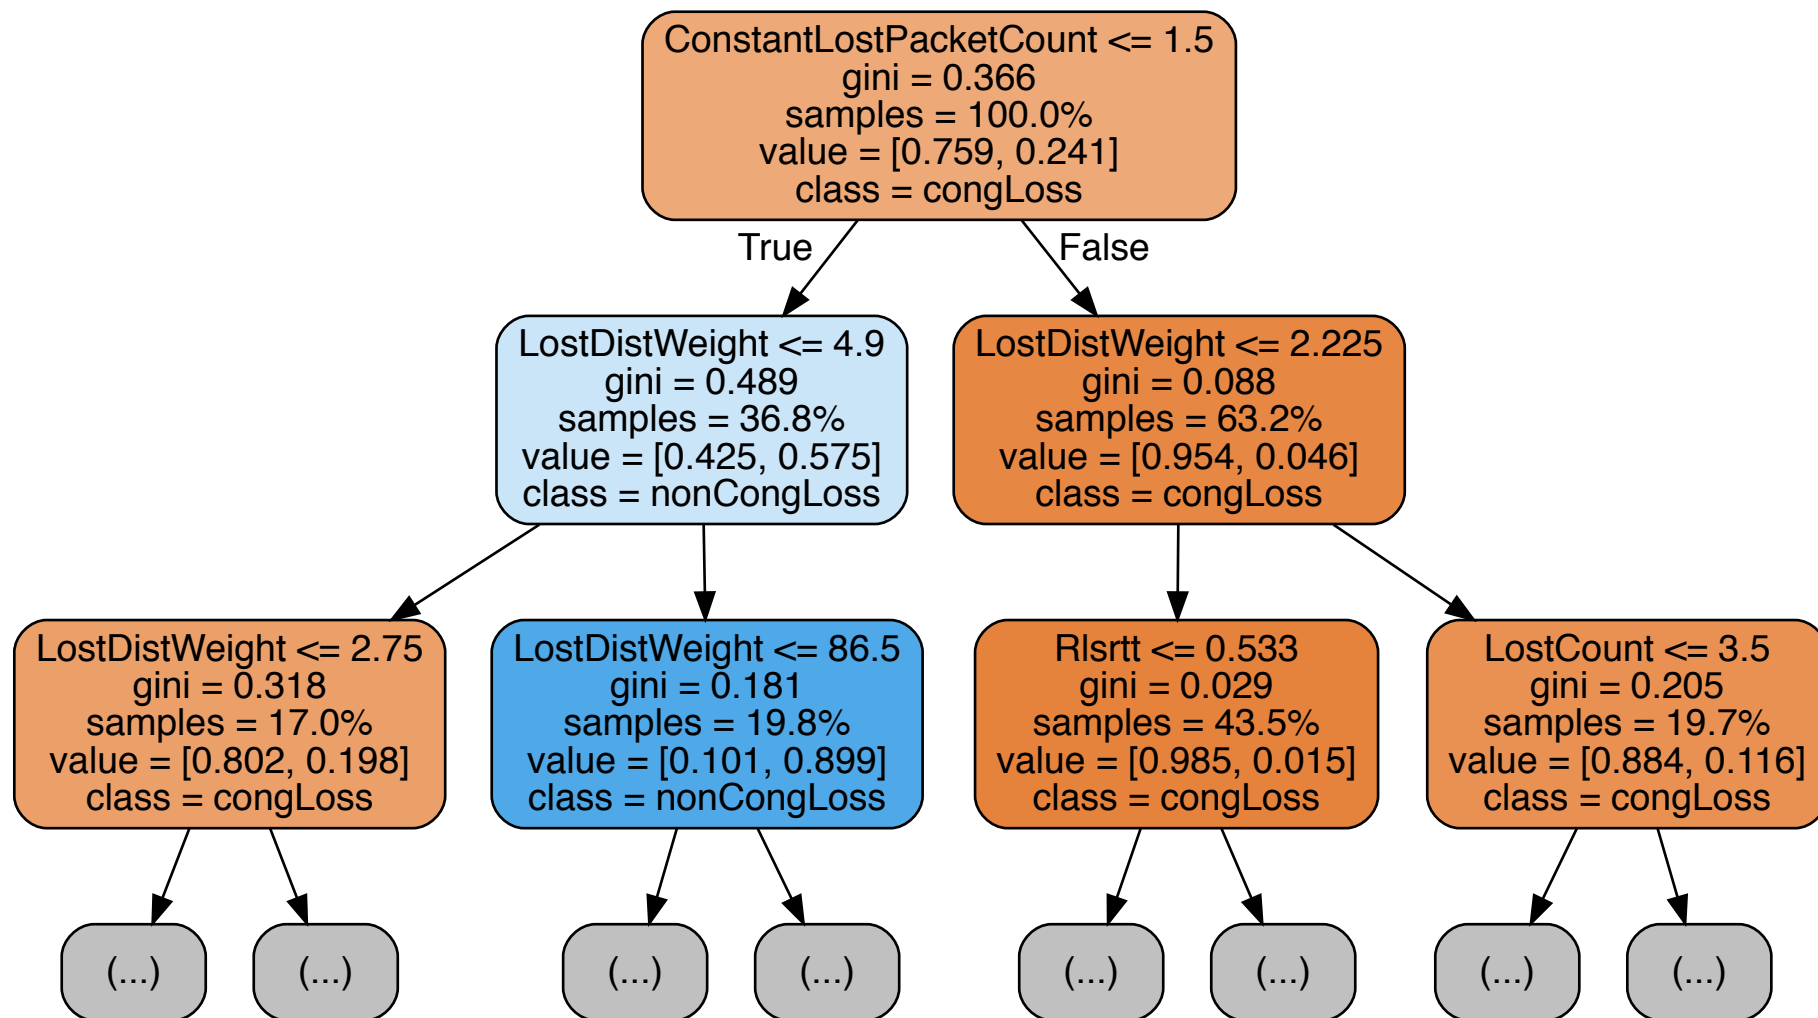 ConstantLostPacketCount <= 1.5
gini = 0.366
samples = 100.0%
value = [0.759, 0.241]
class = congLoss
True
False
LostDistWeight <= 4.9
gini = 0.489
samples = 36.8%
value = [0.425, 0.575]
class = nonCongLoss
LostDistWeight <= 2.225
gini = 0.088
samples = 63.2%
value = [0.954, 0.046]
class = congLoss
LostDistWeight <= 2.75
gini = 0.318
samples = 17.0%
value = [0.802, 0.198]
class = congLoss
LostDistWeight <= 86.5
gini = 0.181
samples = 19.8%
value = [0.101, 0.899]
class = nonCongLoss
Rlsrtt <= 0.533
gini = 0.029
samples = 43.5%
value = [0.985, 0.015]
class = congLoss
LostCount <= 3.5
gini = 0.205
samples = 19.7%
value = [0.884, 0.116]
class = congLoss
(...)
(...)
(...)
(...)
(...)
(...)
(...)
(...)